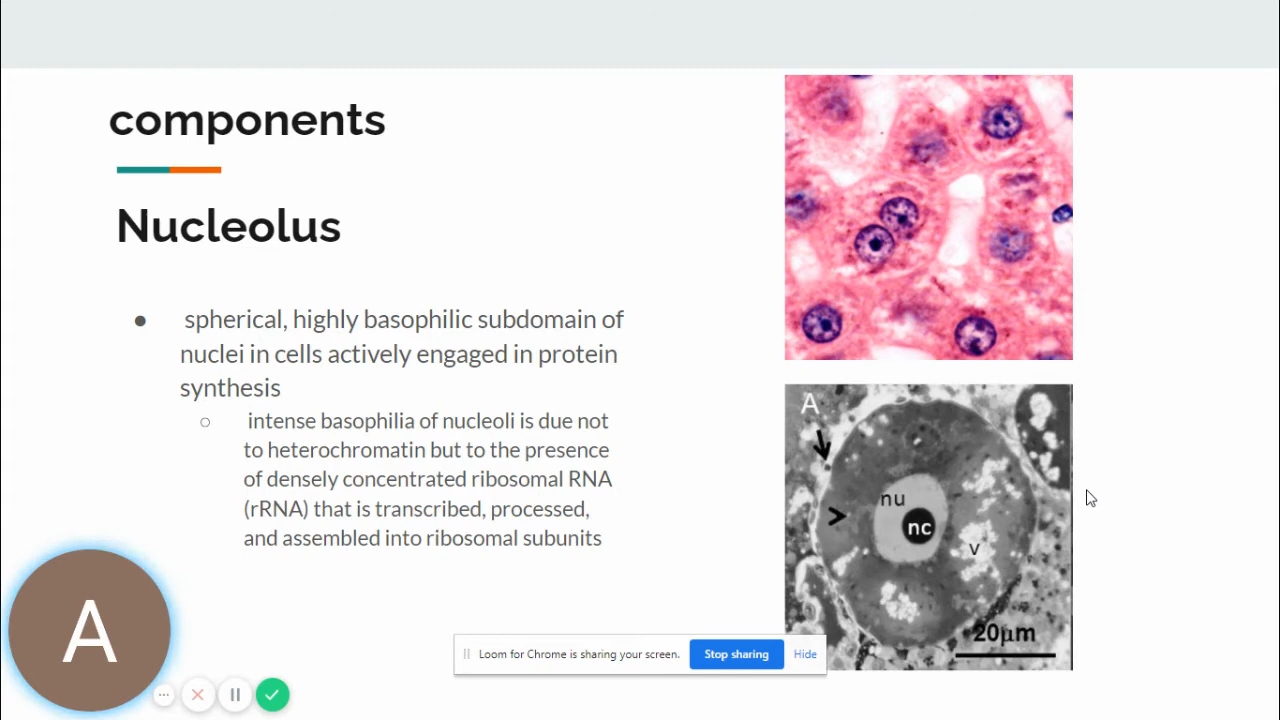 components
Nucleolus
● spherical, highly basophilic subdomain of
nuclei in cells actively engaged in protein
synthesis
○ intense basophilia of nucleoli is due not
to heterochromatin but to the presence
of densely concentrated ribosomal RNA
(rRNA) that is transcribed, processed,
and assembled into ribosomal subunits
A
nu
nc
v
20µm
A
Loom for Chrome is sharing your screen. Stop sharing Hide